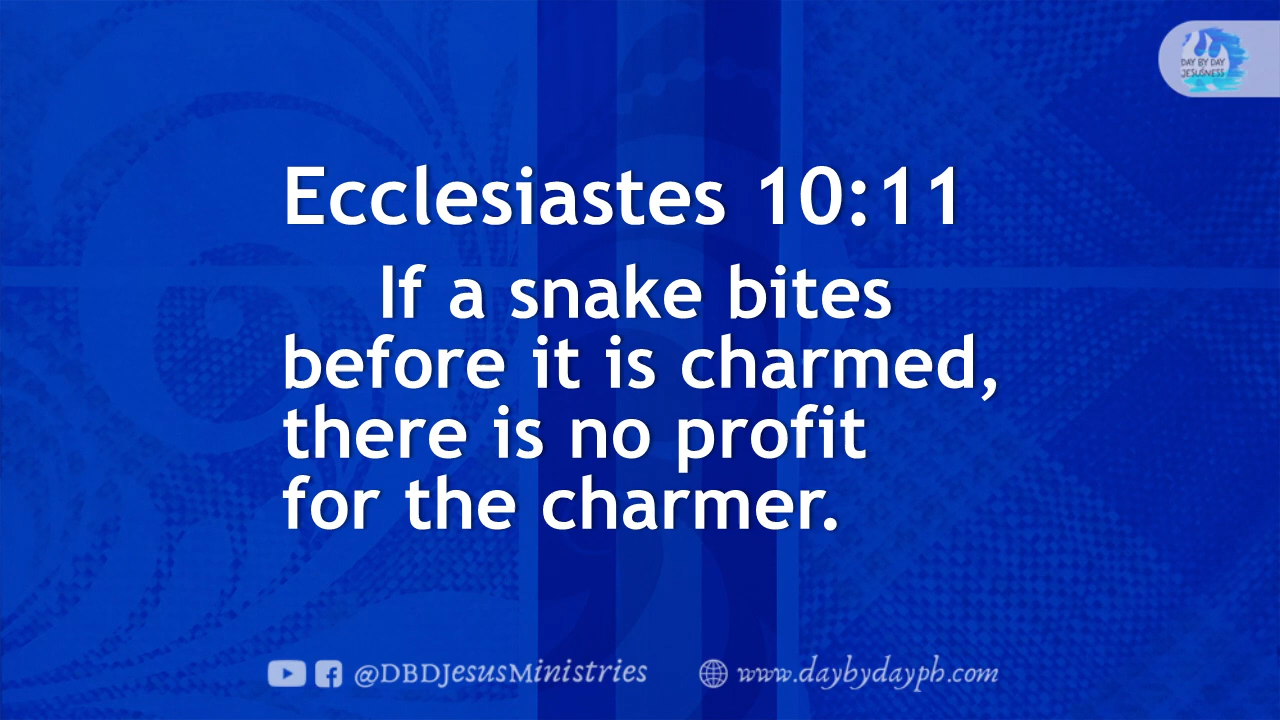 DAY BY DAY
JESUSNESS
Ecclesiastes 10:11
If a snake bites
before it is charmed,
there is no profit
for the charmer.
@DBDJesusMinistries
www.daybydayph.com